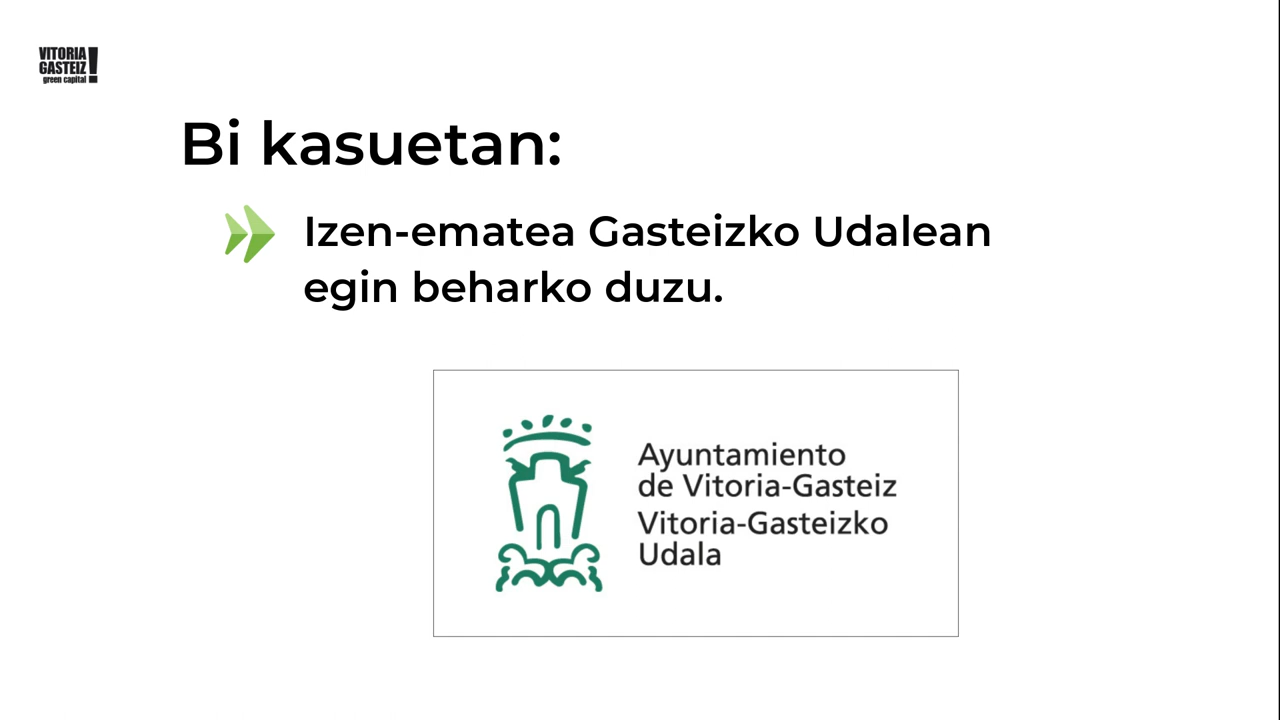 VITORIA
GASTEIZ!
green capital
Bi kasuetan:
Izen-ematea Gasteizko Udalean
egin beharko duzu.
Ayuntamiento
de Vitoria-Gasteiz
Vitoria-Gasteizko
Udala